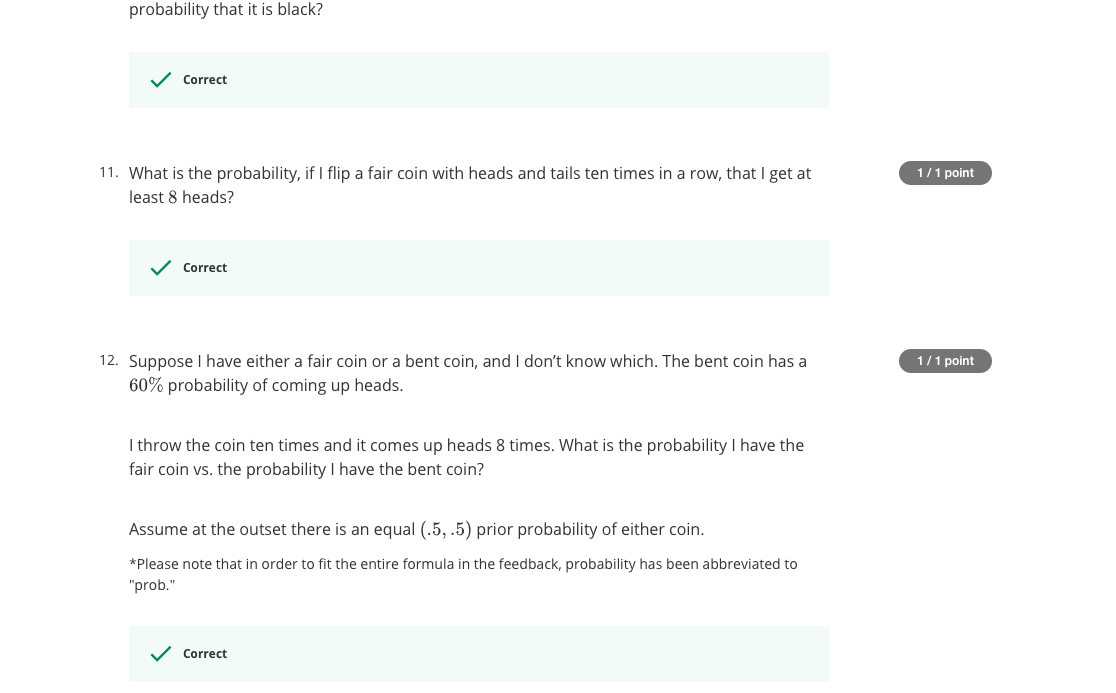 probability that it is black?
Correct
11. What is the probability, if I flip a fair coin with heads and tails ten times in a row, that I get at
least 8 heads?
1 / 1 point
Correct
12. Suppose I have either a fair coin or a bent coin, and I don’t know which. The bent coin has a
60% probability of coming up heads.
1 / 1 point
I throw the coin ten times and it comes up heads 8 times. What is the probability I have the
fair coin vs. the probability I have the bent coin?
Assume at the outset there is an equal (.5, .5) prior probability of either coin.
*Please note that in order to fit the entire formula in the feedback, probability has been abbreviated to
"prob."
Correct